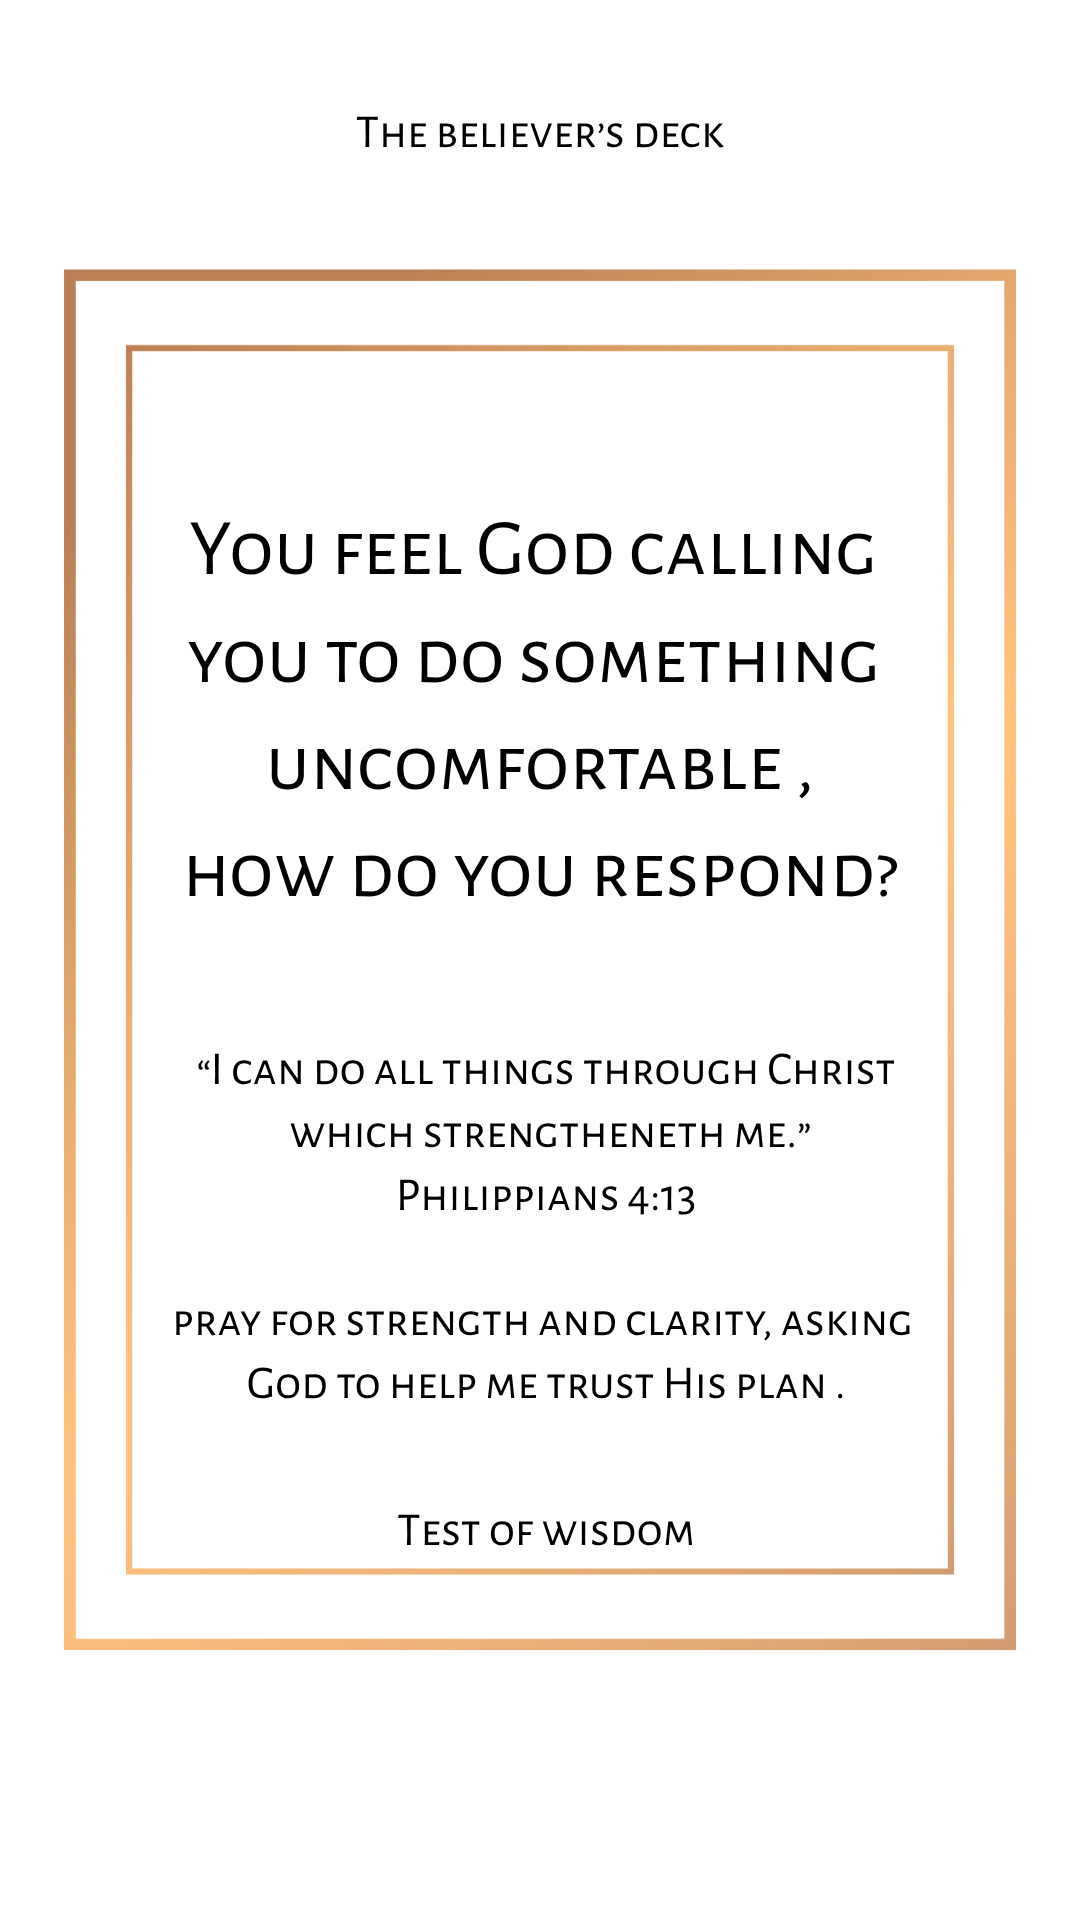 The believer’s deck
You feel God calling
you to do something
uncomfortable ,
how do you respond?
“I can do all things through Christ
which strengtheneth me.”
Philippians 4:13
pray for strength and clarity, asking
God to help me trust His plan .
Test of wisdom